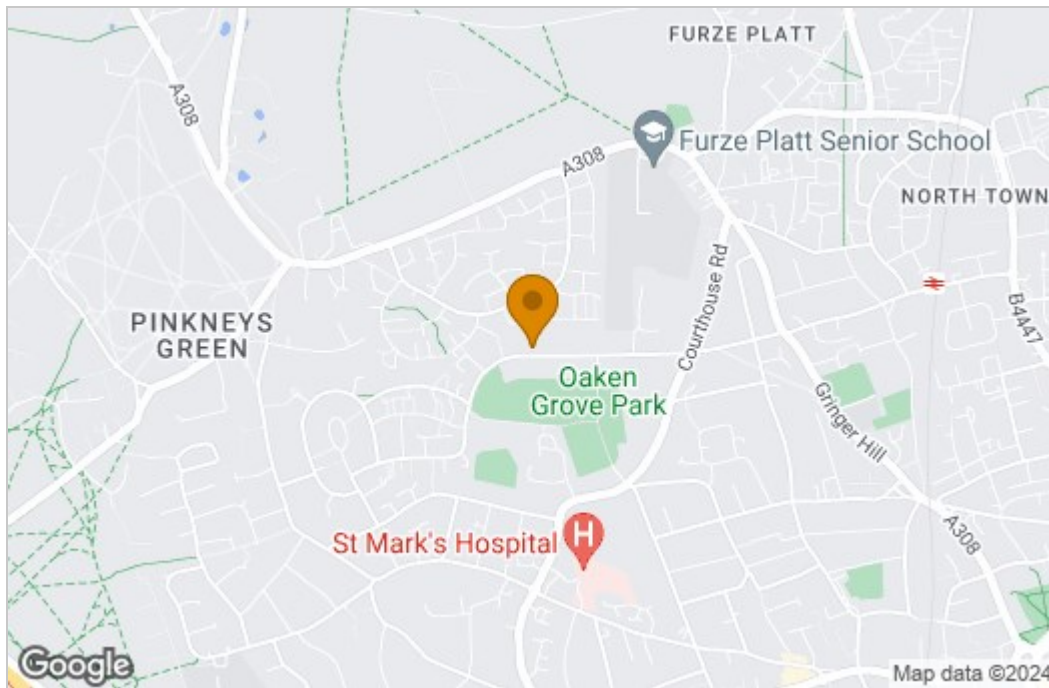 FURZE PLATT
A308
A308
Furze Platt Senior School
NORTH TOWN
Courthouse Rd
B4447
PINKNEYS
GREEN
Oaken
Grove Park
Gringer Hill
St Mark's Hospital
H
A308
Google
Map data ©2024